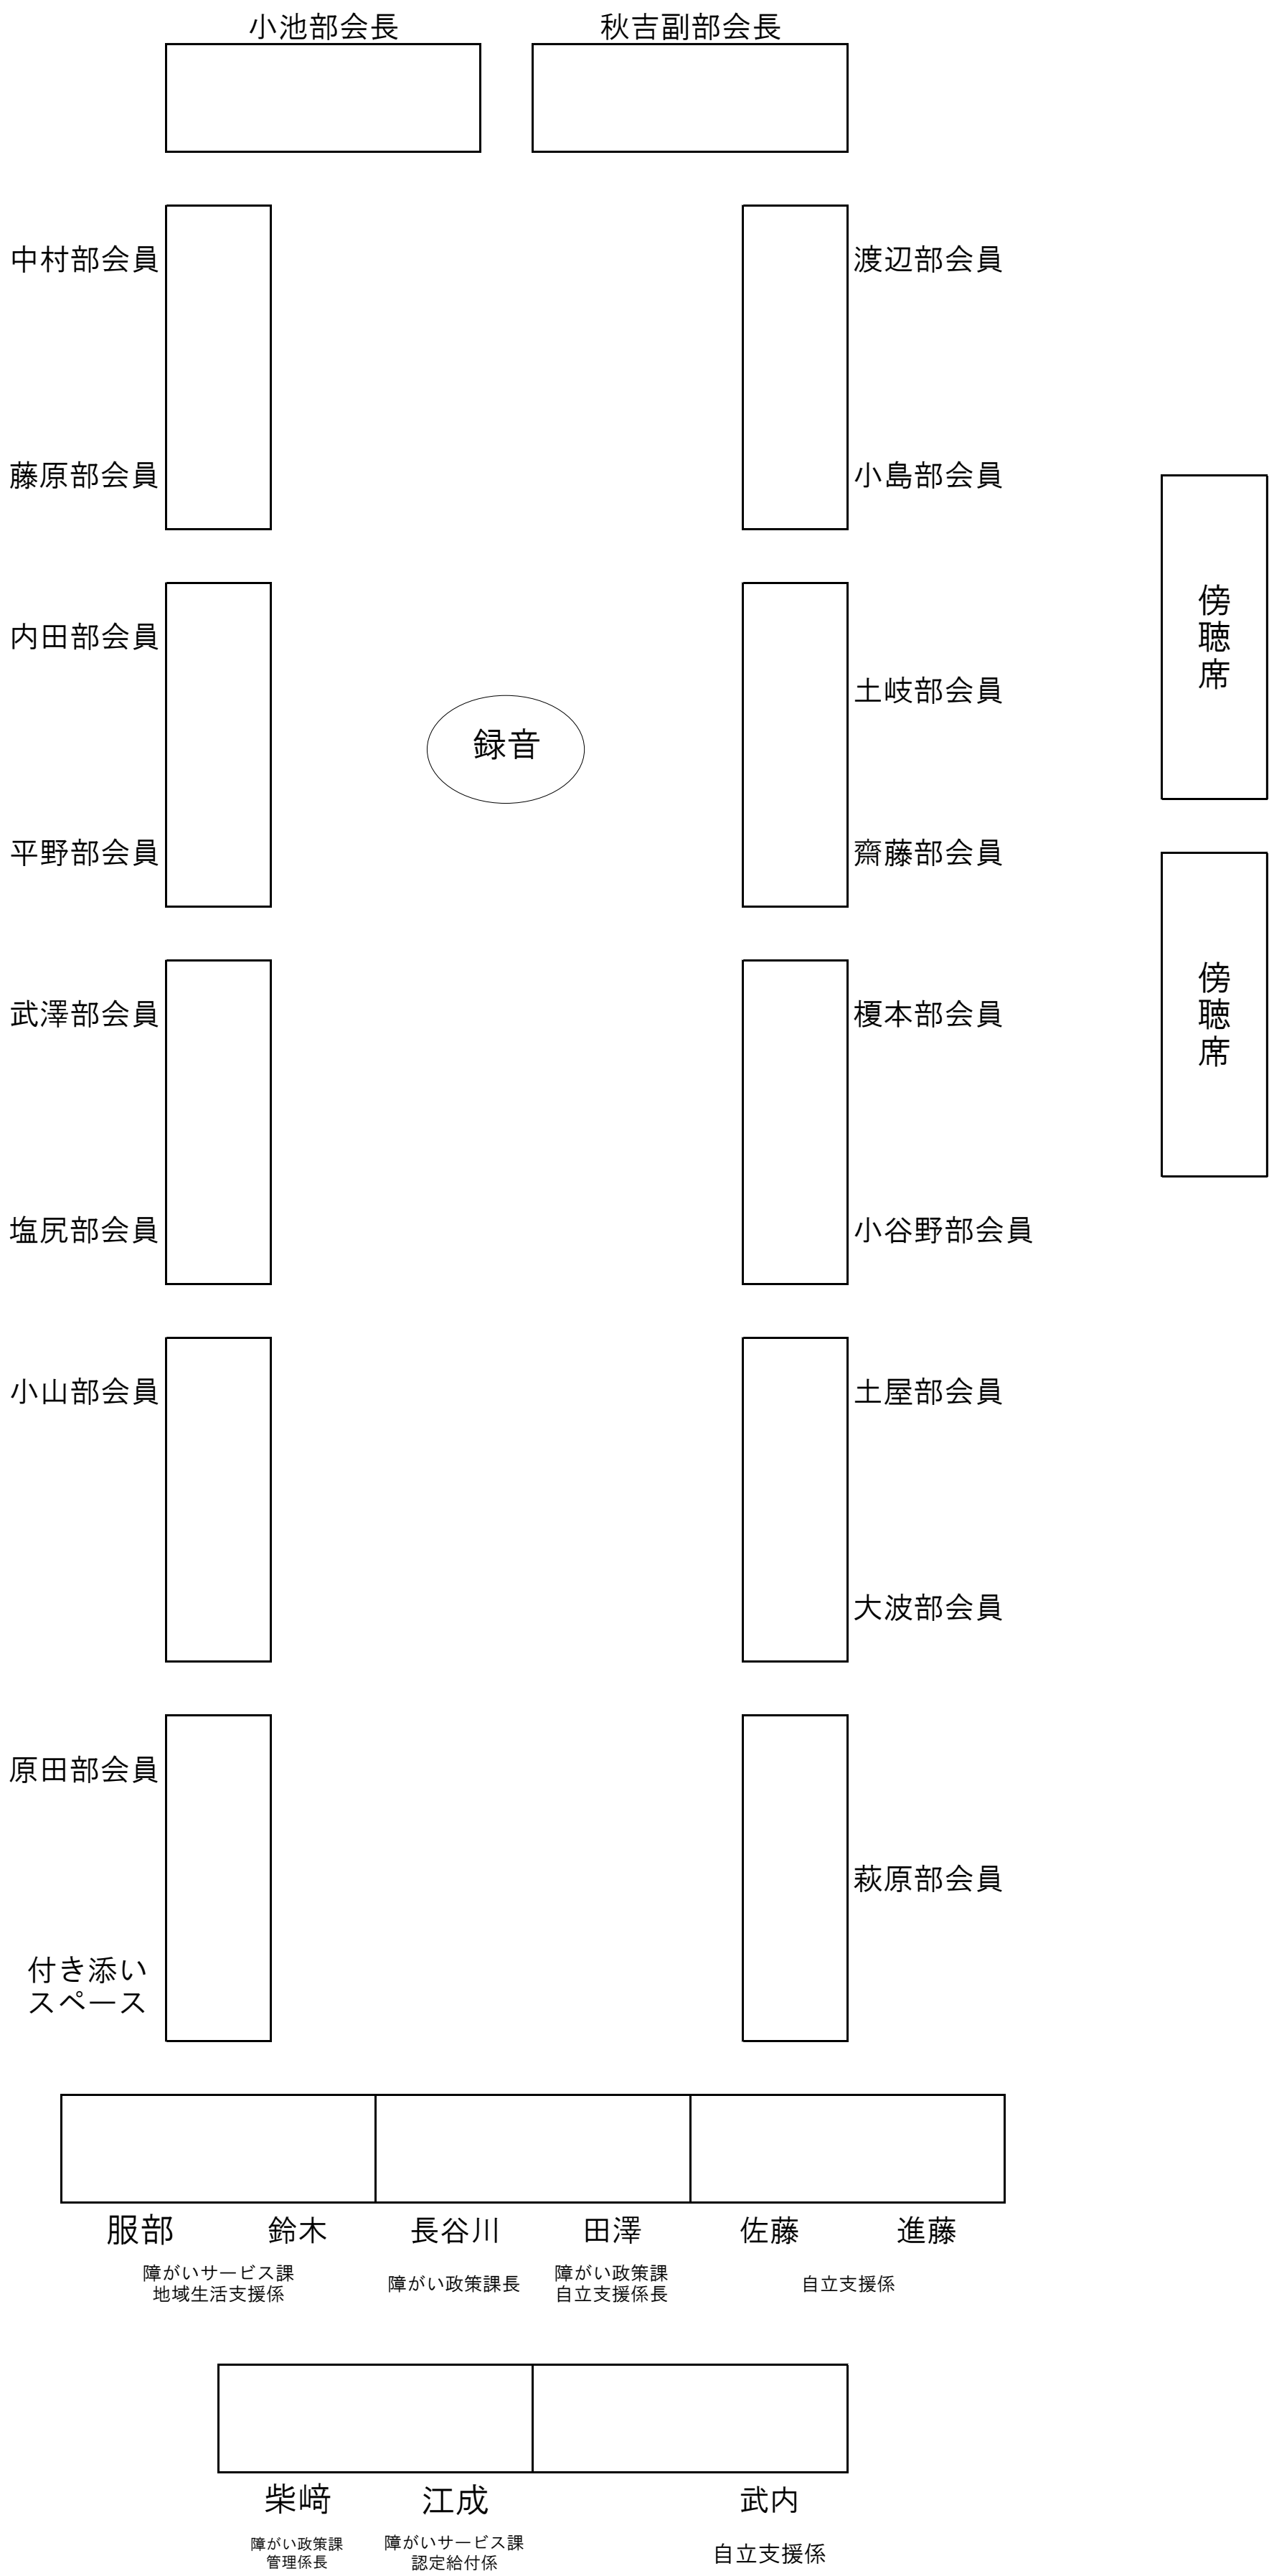 小池部会長
秋吉副部会長
中村部会員
渡辺部会員
藤原部会員
小島部会員
傍聴席
内田部会員
土岐部会員
録音
平野部会員
齋藤部会員
傍聴席
武澤部会員
榎本部会員
塩尻部会員
小谷野部会員
小山部会員
土屋部会員
大波部会員
原田部会員
萩原部会員
付き添い
スペース
服部
鈴木
長谷川
田澤
佐藤
進藤
障がいサービス課
地域生活支援係
障がい政策課長
障がい政策課
自立支援係長
自立支援係
柴﨑
江成
武内
障がい政策課
管理係長
障がいサービス課
認定給付係
自立支援係